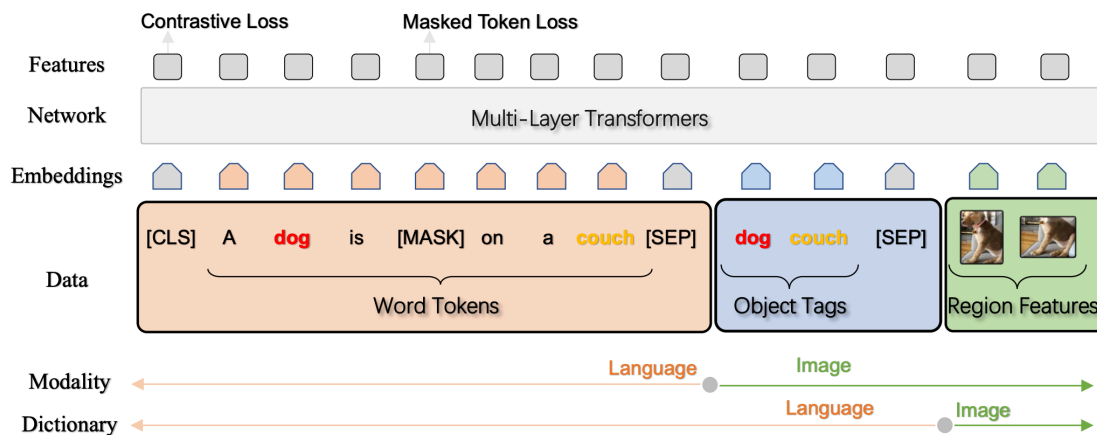 Contrastive Loss Masked Token Loss
Features
Network Multi-Layer Transformers
Embeddings
[CLS] A dog is [MASK] on a couch [SEP] dog couch [SEP]
Data
Word Tokens Object Tags Region Features
Modality Language Image
Dictionary Language Image